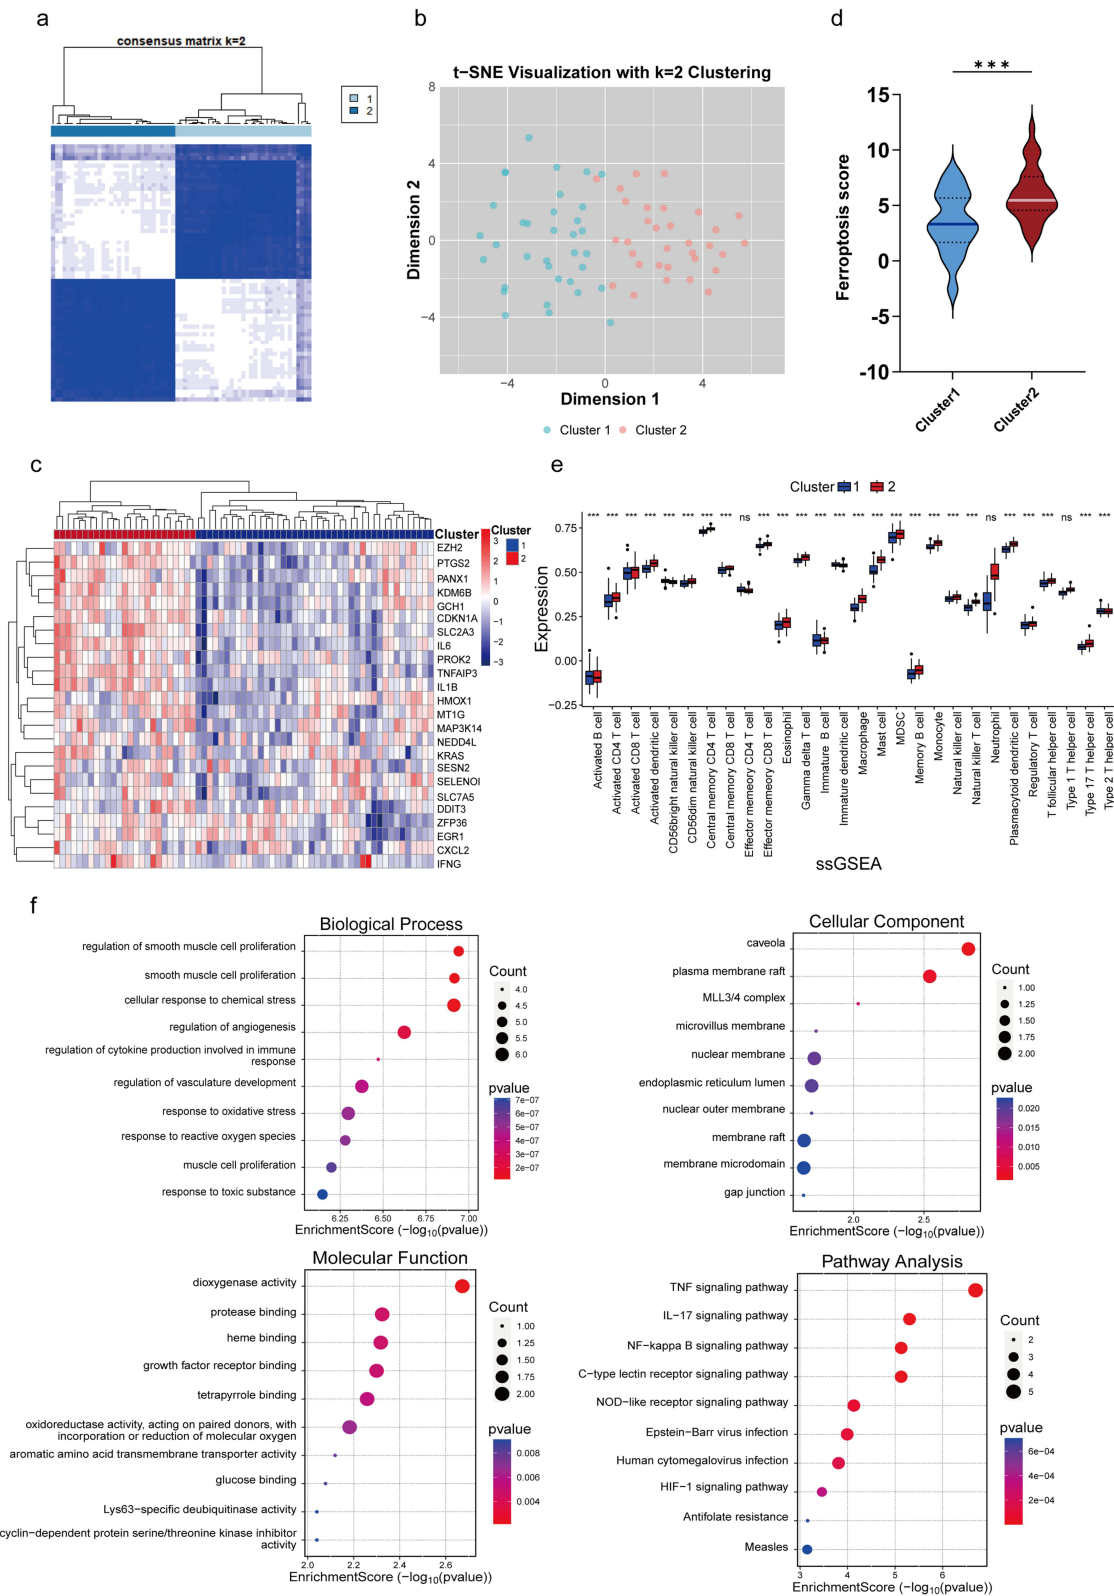 a
consensus matrix k=2
1
2
b
t−SNE Visualization with k=2 Clustering
8
4
0
−4
Dimension 2
−4
0
4
Dimension 1
Cluster 1
Cluster 2
d
***
15
10
5
0
-5
-10
Ferroptosis score
Cluster1
Cluster2
c
Cluster
EZH2
PTGS2
PANX1
KDM6B
GCH1
CDKN1A
SLC2A3
IL6
PROK2
TNFAIP3
IL1B
HMOX1
MT1G
MAP3K14
NEDD4L
KRAS
SESN2
SELENOI
SLC7A5
DDIT3
ZFP36
EGR1
CXCL2
IFNG
3
2
1
0
−1
−2
−3
Cluster
1
2
e
Cluster 1 2
*** *** *** *** *** *** *** *** ns *** *** *** *** *** *** *** *** *** *** *** *** ns *** *** *** ns *** ***
0.75
0.50
0.25
0.00
−0.25
Expression
Activated B cell
Activated CD4 T cell
Activated CD8 T cell
Activated dendritic cell
CD56bright natural killer cell
CD56dim natural killer cell
Central memory CD4 T cell
Central memory CD8 T cell
Effector memeory CD4 T cell
Effector memeory CD8 T cell
Eosinophil
Gamma delta T cell
Immature B cell
Immature dendritic cell
Macrophage
Mast cell
MDSC
Memory B cell
Monocyte
Natural killer cell
Natural killer T cell
Neutrophil
Plasmacytoid dendritic cell
Regulatory T cell
T follicular helper cell
Type 1 T helper cell
Type 17 T helper cell
Type 2 T helper cell
ssGSEA
f
Biological Process
regulation of smooth muscle cell proliferation
smooth muscle cell proliferation
cellular response to chemical stress
regulation of angiogenesis
regulation of cytokine production involved in immune
response
regulation of vasculature development
response to oxidative stress
response to reactive oxygen species
muscle cell proliferation
response to toxic substance
6.25
6.50
6.75
7.00
EnrichmentScore (−log10(pvalue))
Count
4.0
4.5
5.0
5.5
6.0
pvalue
7e−07
6e−07
5e−07
4e−07
3e−07
2e−07
Cellular Component
caveola
plasma membrane raft
MLL3/4 complex
microvillus membrane
nuclear membrane
endoplasmic reticulum lumen
nuclear outer membrane
membrane raft
membrane microdomain
gap junction
2.0
2.5
EnrichmentScore (−log10(pvalue))
Count
1.00
1.25
1.50
1.75
2.00
pvalue
0.020
0.015
0.010
0.005
Molecular Function
dioxygenase activity
protease binding
heme binding
growth factor receptor binding
tetrapyrrole binding
oxidoreductase activity, acting on paired donors, with
incorporation or reduction of molecular oxygen
aromatic amino acid transmembrane transporter activity
glucose binding
Lys63−specific deubiquitinase activity
cyclin−dependent protein serine/threonine kinase inhibitor
activity
2.0
2.2
2.4
2.6
EnrichmentScore (−log10(pvalue))
Count
1.00
1.25
1.50
1.75
2.00
pvalue
0.008
0.006
0.004
Pathway Analysis
TNF signaling pathway
IL−17 signaling pathway
NF−kappa B signaling pathway
C−type lectin receptor signaling pathway
NOD−like receptor signaling pathway
Epstein−Barr virus infection
Human cytomegalovirus infection
HIF−1 signaling pathway
Antifolate resistance
Measles
3
4
5
6
EnrichmentScore (−log10(pvalue))
Count
2
3
4
5
pvalue
6e−04
4e−04
2e−04